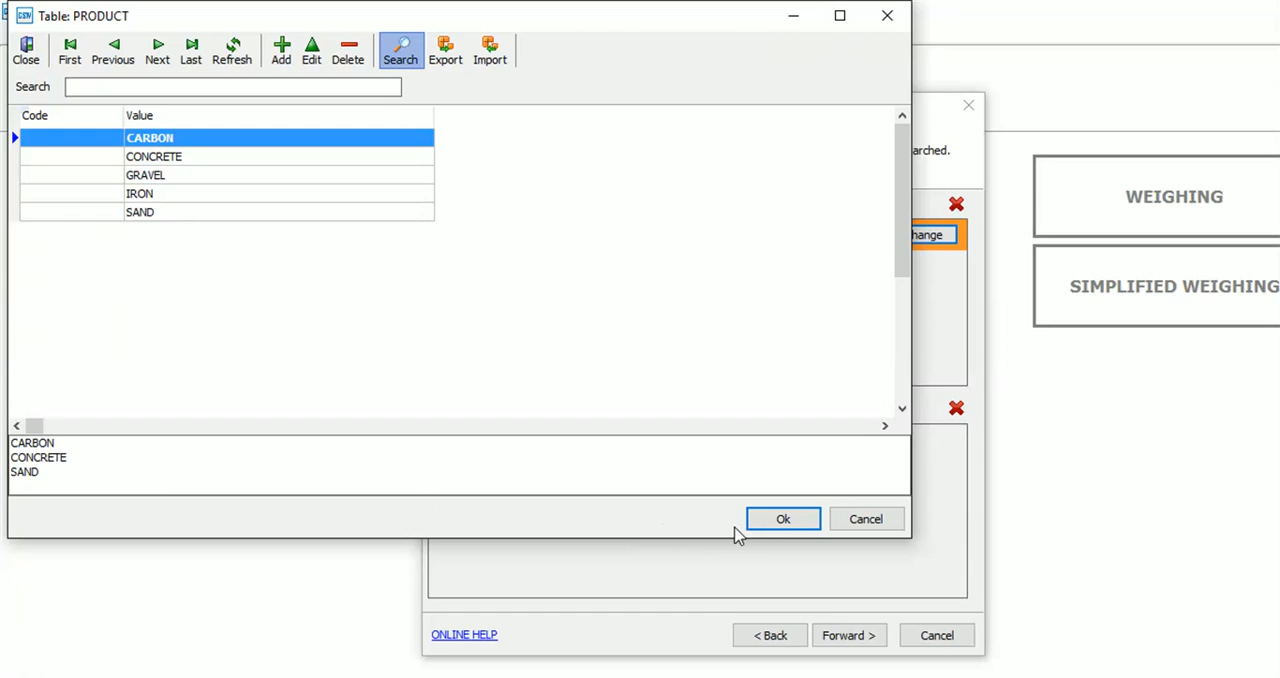 GSW Table: PRODUCT
Close First Previous Next Last Refresh Add Edit Delete Search Export Import
Search
Code Value
CARBON
CONCRETE
GRAVEL
IRON
SAND
CARBON
CONCRETE
SAND
Ok Cancel
arched.
hange
WEIGHING
SIMPLIFIED WEIGHING
ONLINE HELP
< Back Forward > Cancel